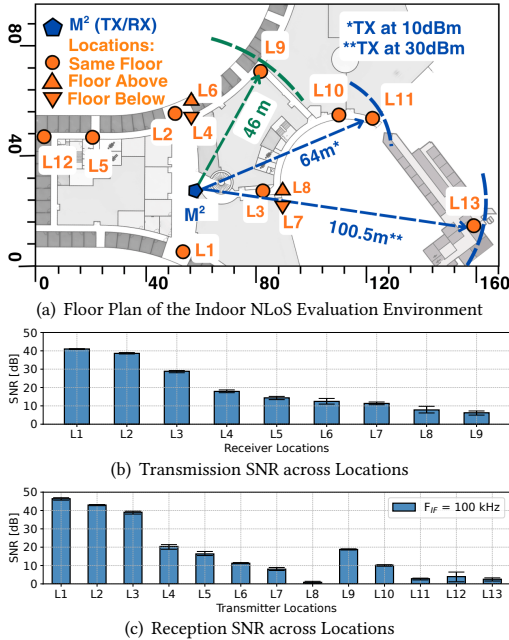 M² (TX/RX)
Locations:
Same Floor
Floor Above
Floor Below
*TX at 10dBm
**TX at 30dBm
L9
L6
L10
L11
L2
L4
46 m
L12
L5
64m*
L8
L13
M²
L3
L7
100.5m**
L1
0
40
80
0
40
80
120
160
(a) Floor Plan of the Indoor NLoS Evaluation Environment
SNR [dB]
50
40
30
20
10
0
L1 L2 L3 L4 L5 L6 L7 L8 L9
Receiver Locations
(b) Transmission SNR across Locations
SNR [dB]
50
40
30
20
10
0
F_IF = 100 kHz
L1 L2 L3 L4 L5 L6 L7 L8 L9 L10 L11 L12 L13
Transmitter Locations
(c) Reception SNR across Locations